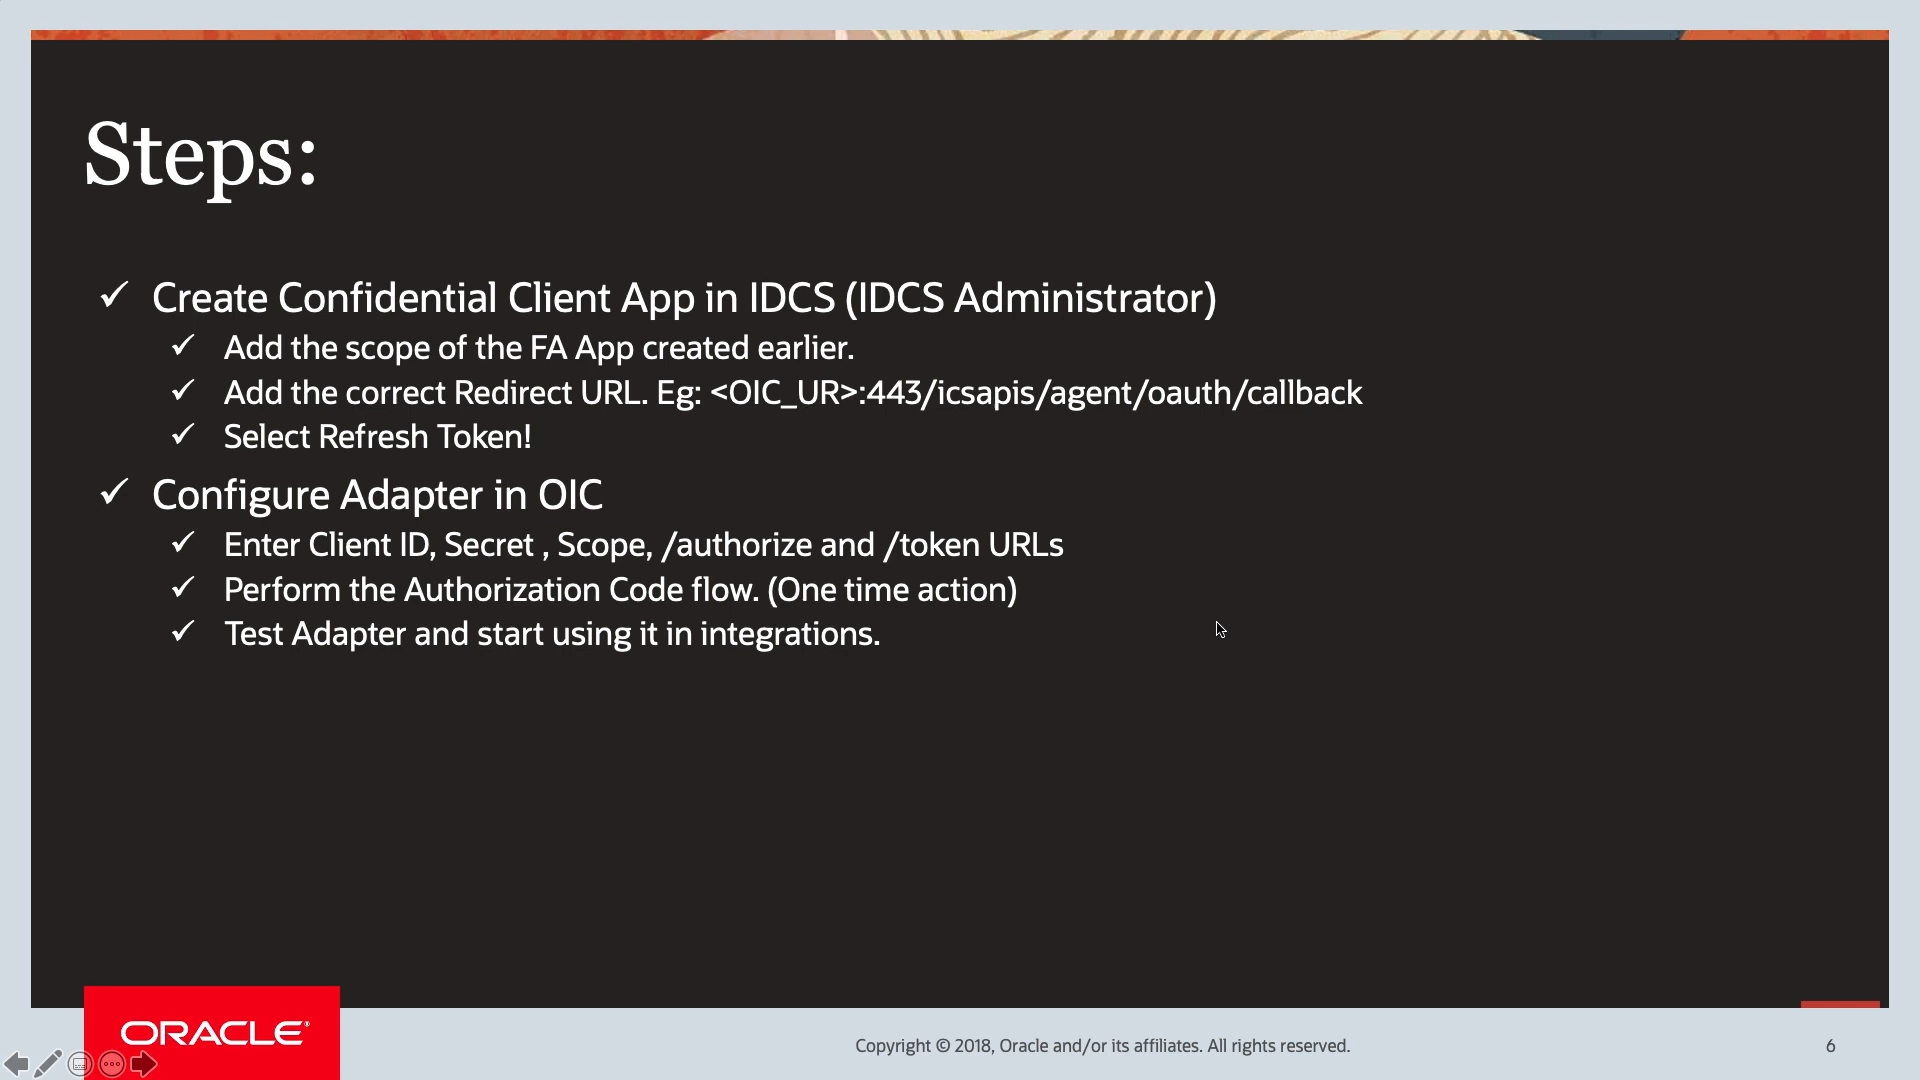 Steps:
✓ Create Confidential Client App in IDCS (IDCS Administrator)
✓ Add the scope of the FA App created earlier.
✓ Add the correct Redirect URL. Eg: <OIC_UR>:443/icsapis/agent/oauth/callback
✓ Select Refresh Token!
✓ Configure Adapter in OIC
✓ Enter Client ID, Secret , Scope, /authorize and /token URLs
✓ Perform the Authorization Code flow. (One time action)
✓ Test Adapter and start using it in integrations.
ORACLE®
Copyright © 2018, Oracle and/or its affiliates. All rights reserved.
6